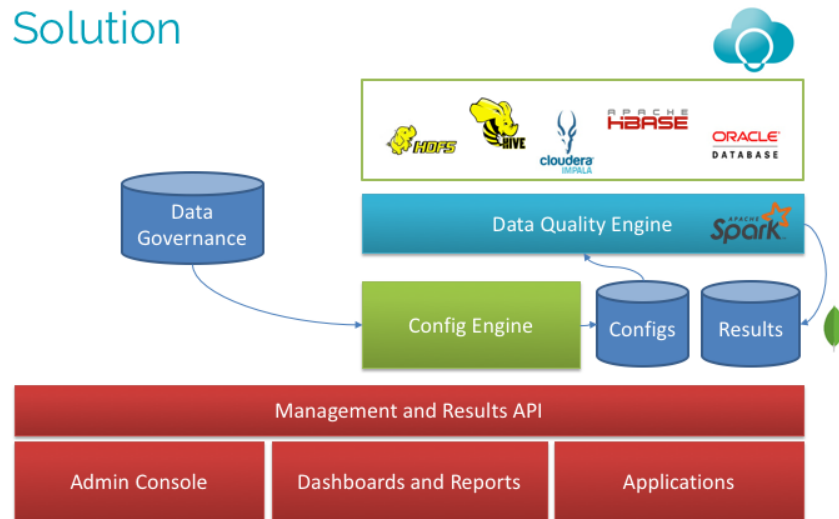 Solution
HDFS
HIVE
cloudera
IMPALA
APACHE
HBASE
ORACLE
DATABASE
Data
Governance
Data Quality Engine
APACHE
Spark
Config Engine
Configs
Results
Management and Results API
Admin Console
Dashboards and Reports
Applications